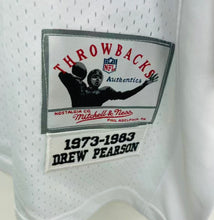 THROWBACKS
NFL
Authentics
NOSTALGIA CO.
Mitchell & Ness
PHILADELPHIA, PA
1973-1983
DREW PEARSON